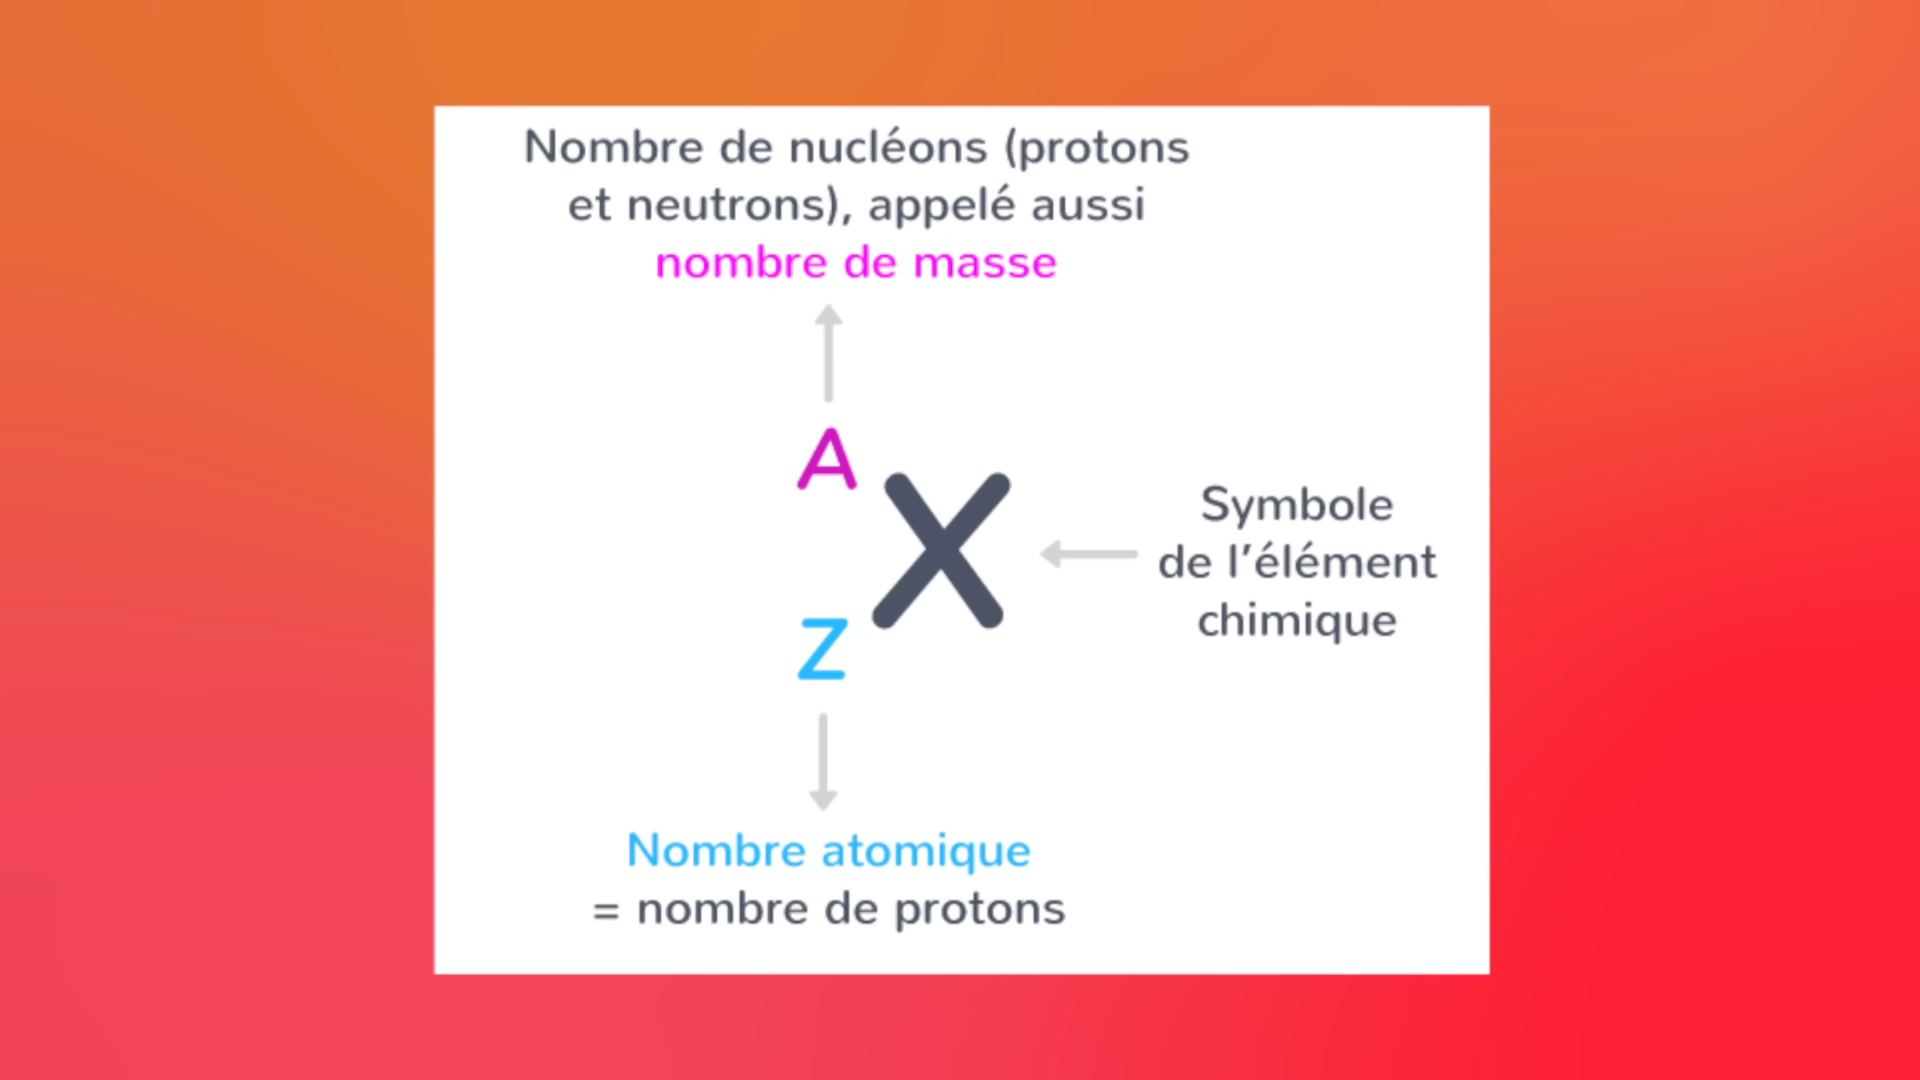 Nombre de nucléons (protons
et neutrons), appelé aussi
nombre de masse
A
X
Z
Symbole
de l’élément
chimique
Nombre atomique
= nombre de protons